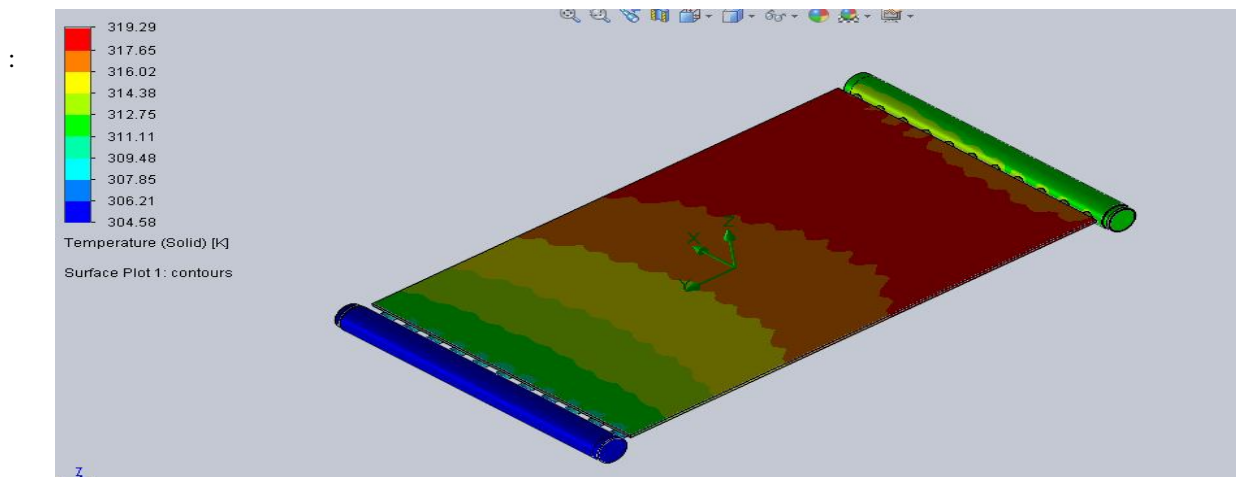 :
319.29
317.65
316.02
314.38
312.75
311.11
309.48
307.85
306.21
304.58
Temperature (Solid) [K]
Surface Plot 1: contours
X
Z
Z